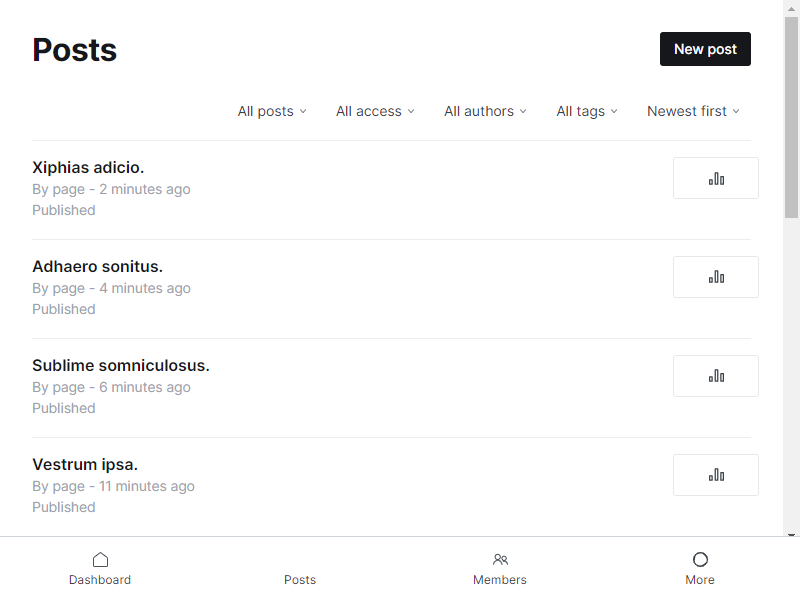 Posts
New post
All posts
All access
All authors
All tags
Newest first
Xiphias adicio.
By page - 2 minutes ago
Published
Adhaero sonitus.
By page - 4 minutes ago
Published
Sublime somniculosus.
By page - 6 minutes ago
Published
Vestrum ipsa.
By page - 11 minutes ago
Published
Dashboard
Posts
Members
More